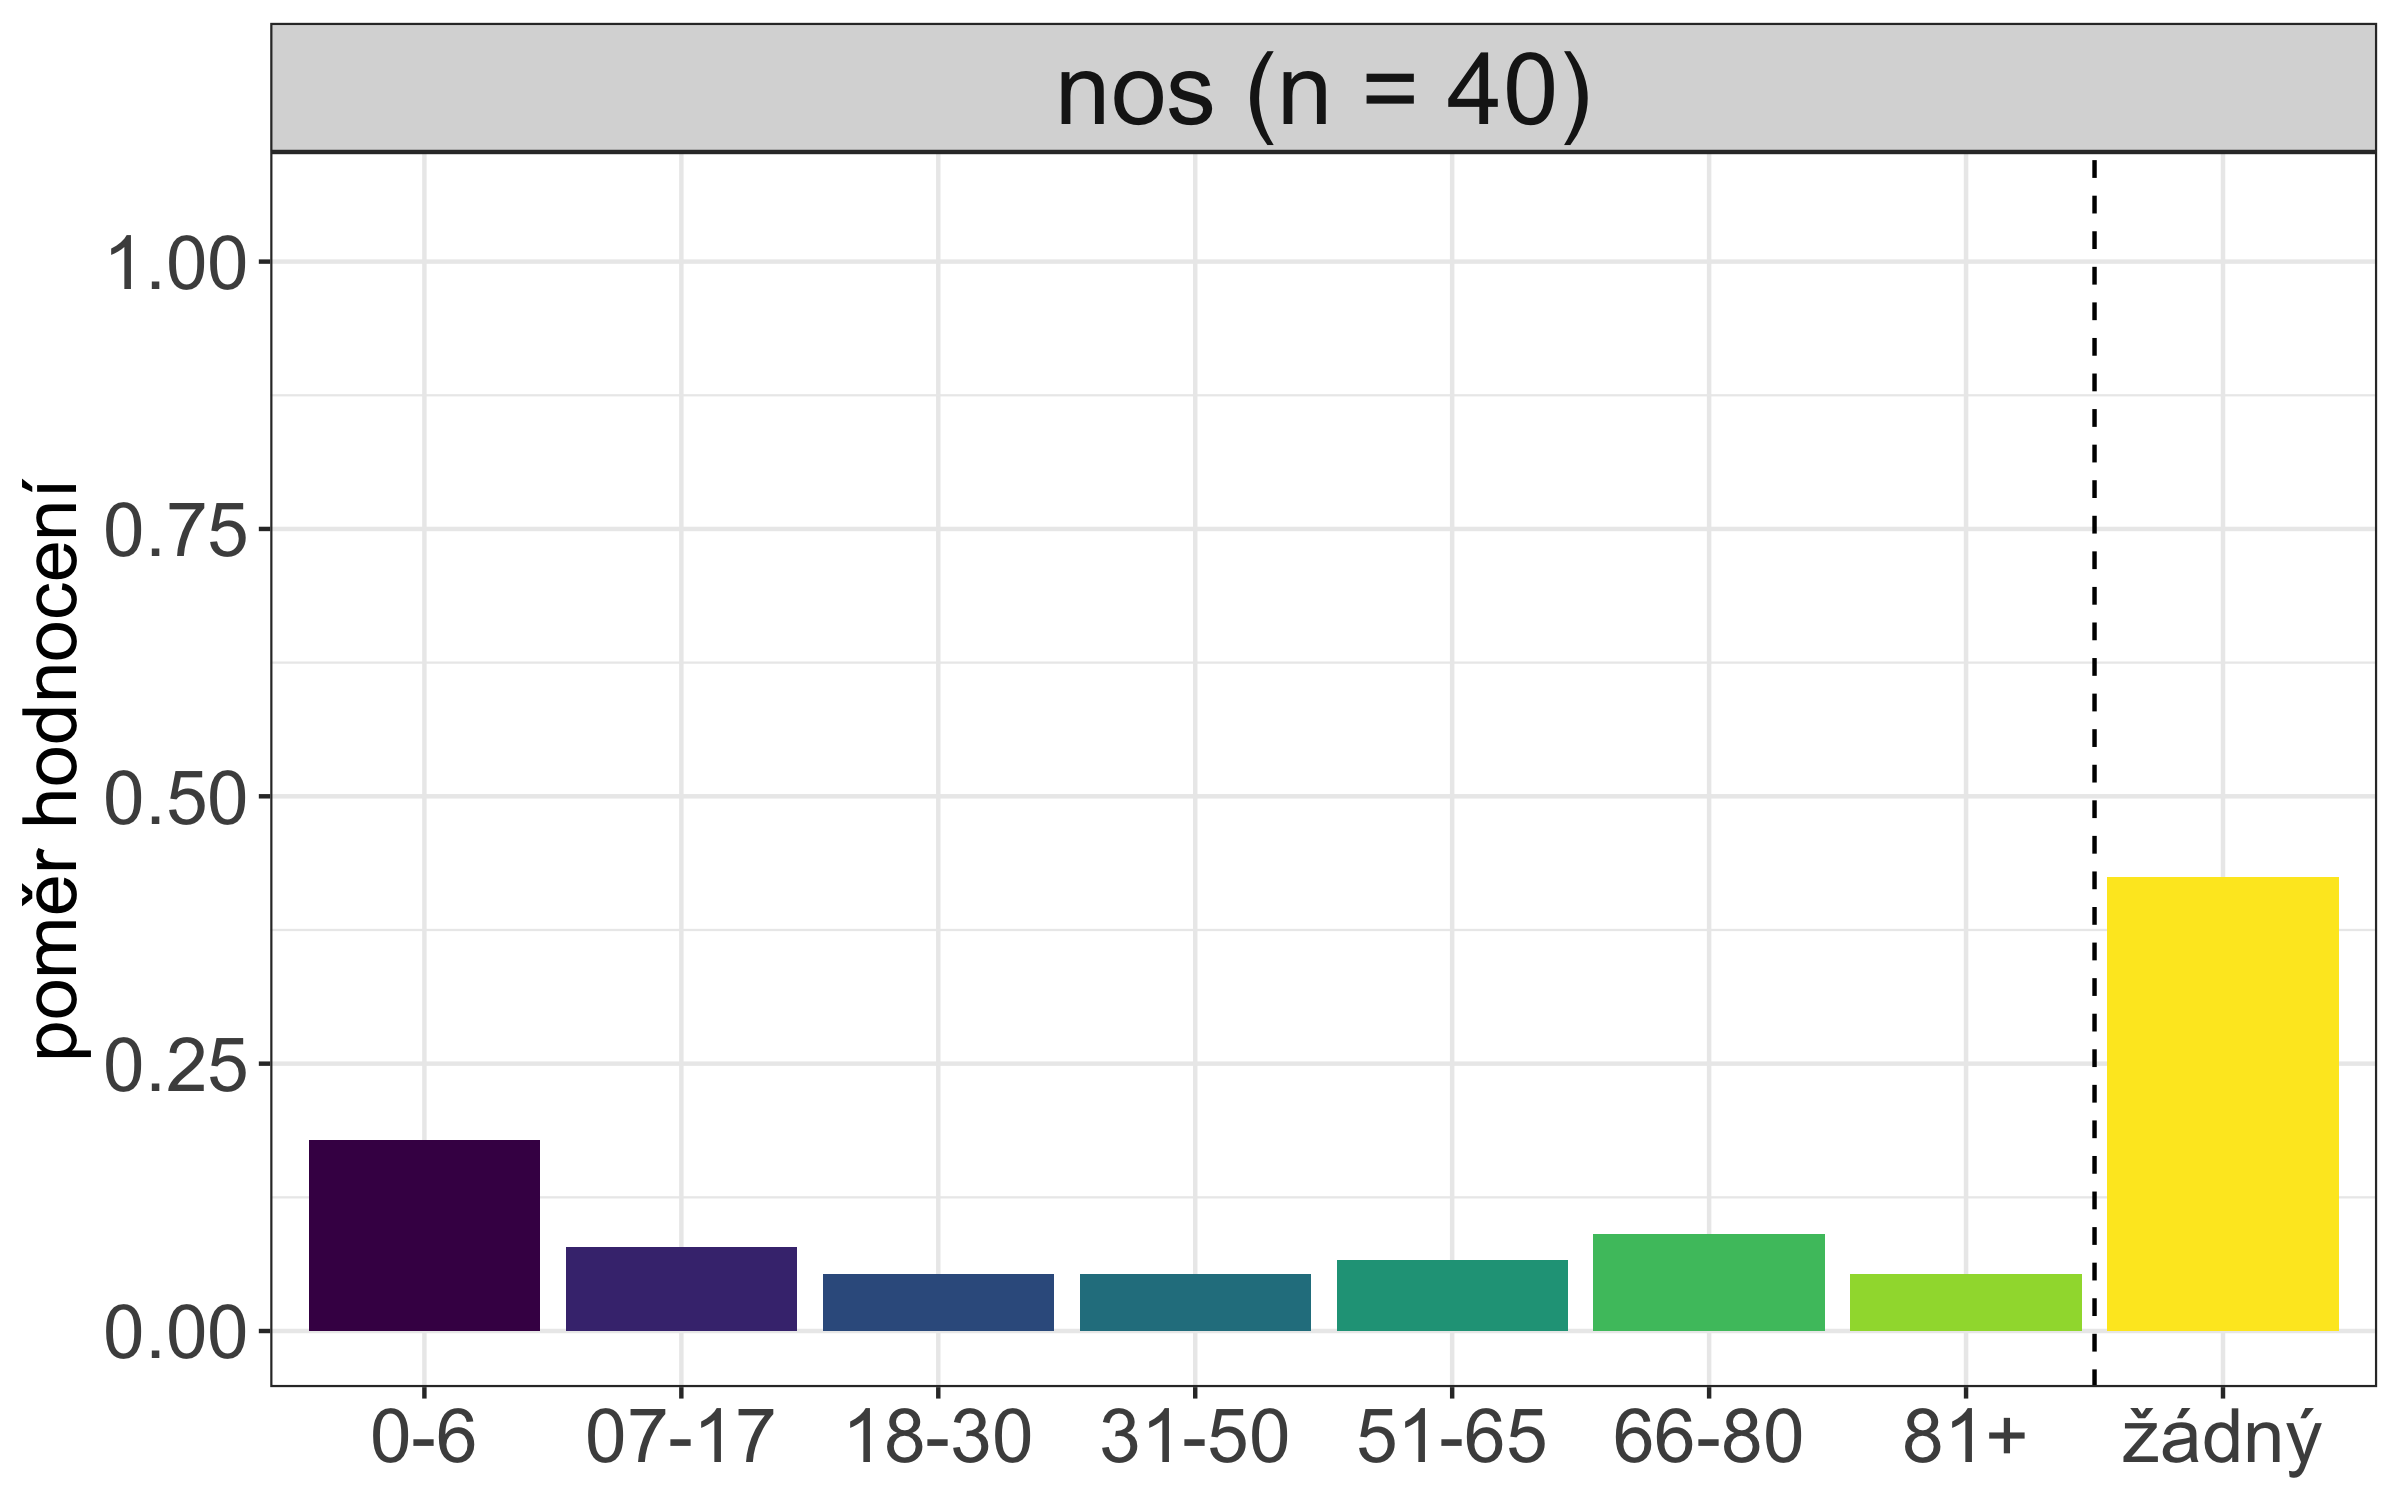 nos (n = 40)
poměr hodnocení
1.00
0.75
0.50
0.25
0.00
0-6 07-17 18-30 31-50 51-65 66-80 81+ žádný